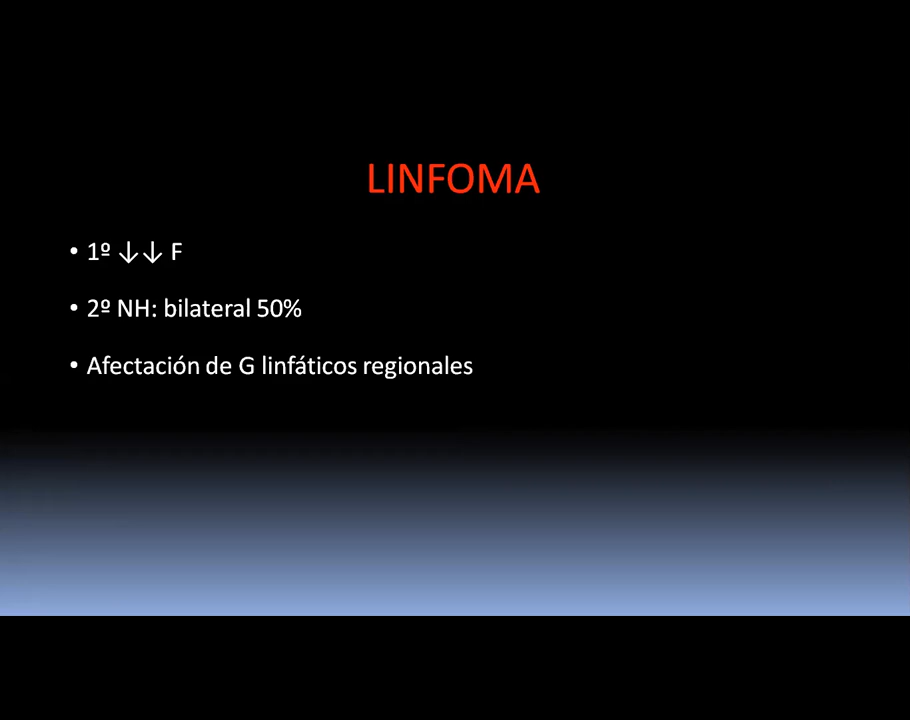 LINFOMA
• 1º ↓↓ F
• 2º NH: bilateral 50%
• Afectación de G linfáticos regionales